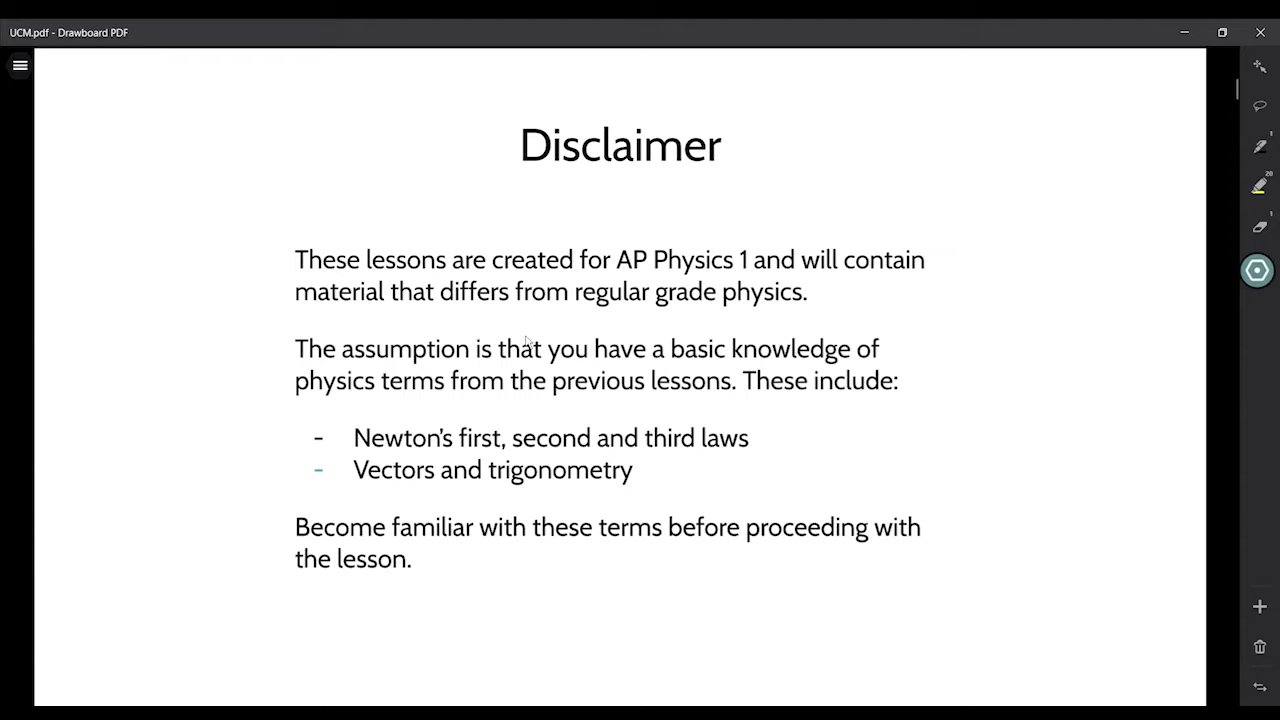 UCM.pdf - Drawboard PDF
Disclaimer
These lessons are created for AP Physics 1 and will contain
material that differs from regular grade physics.
The assumption is that you have a basic knowledge of
physics terms from the previous lessons. These include:
- Newton's first, second and third laws
- Vectors and trigonometry
Become familiar with these terms before proceeding with
the lesson.
1
20
1